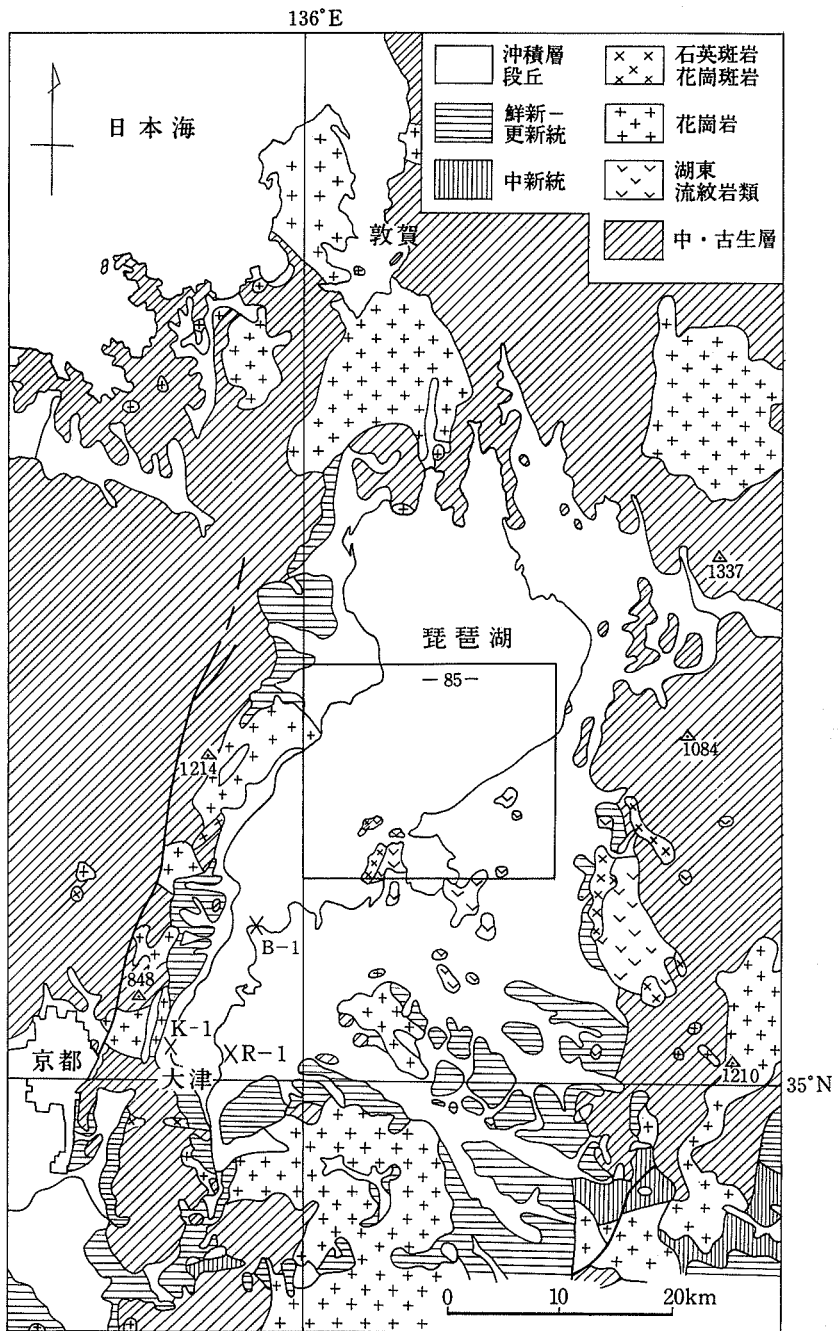 136°E
沖積層
段丘
鮮新−
更新統
中新統
石英斑岩
花崗斑岩
花崗岩
湖東
流紋岩類
中・古生層
日本海
敦賀
1337
琵琶湖
−85−
1084
1214
B−1
848
K−1
R−1
京都
大津
1210
35°N
0 10 20km